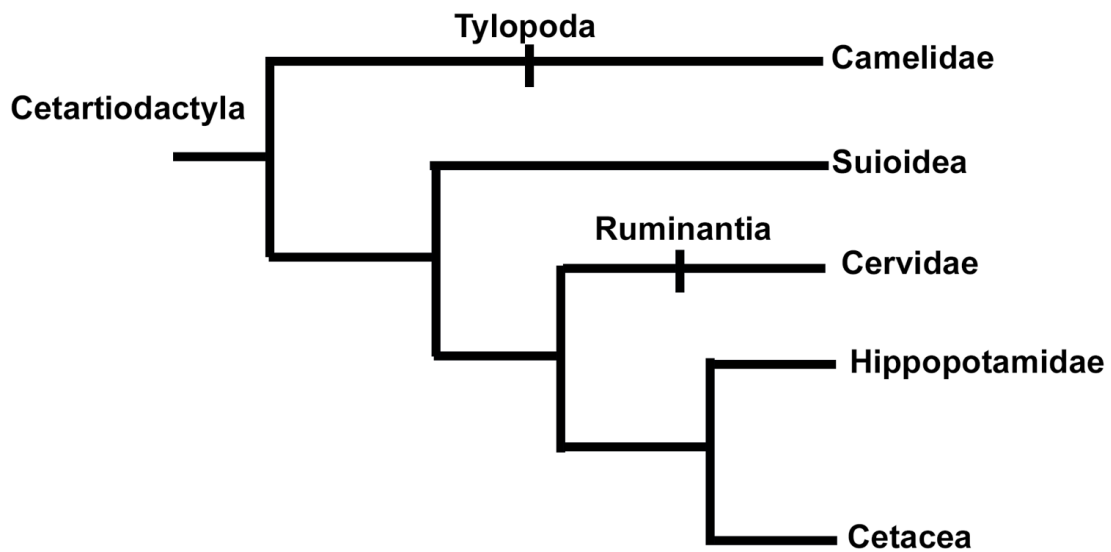 Tylopoda
Camelidae
Cetartiodactyla
Suioidea
Ruminantia
Cervidae
Hippopotamidae
Cetacea